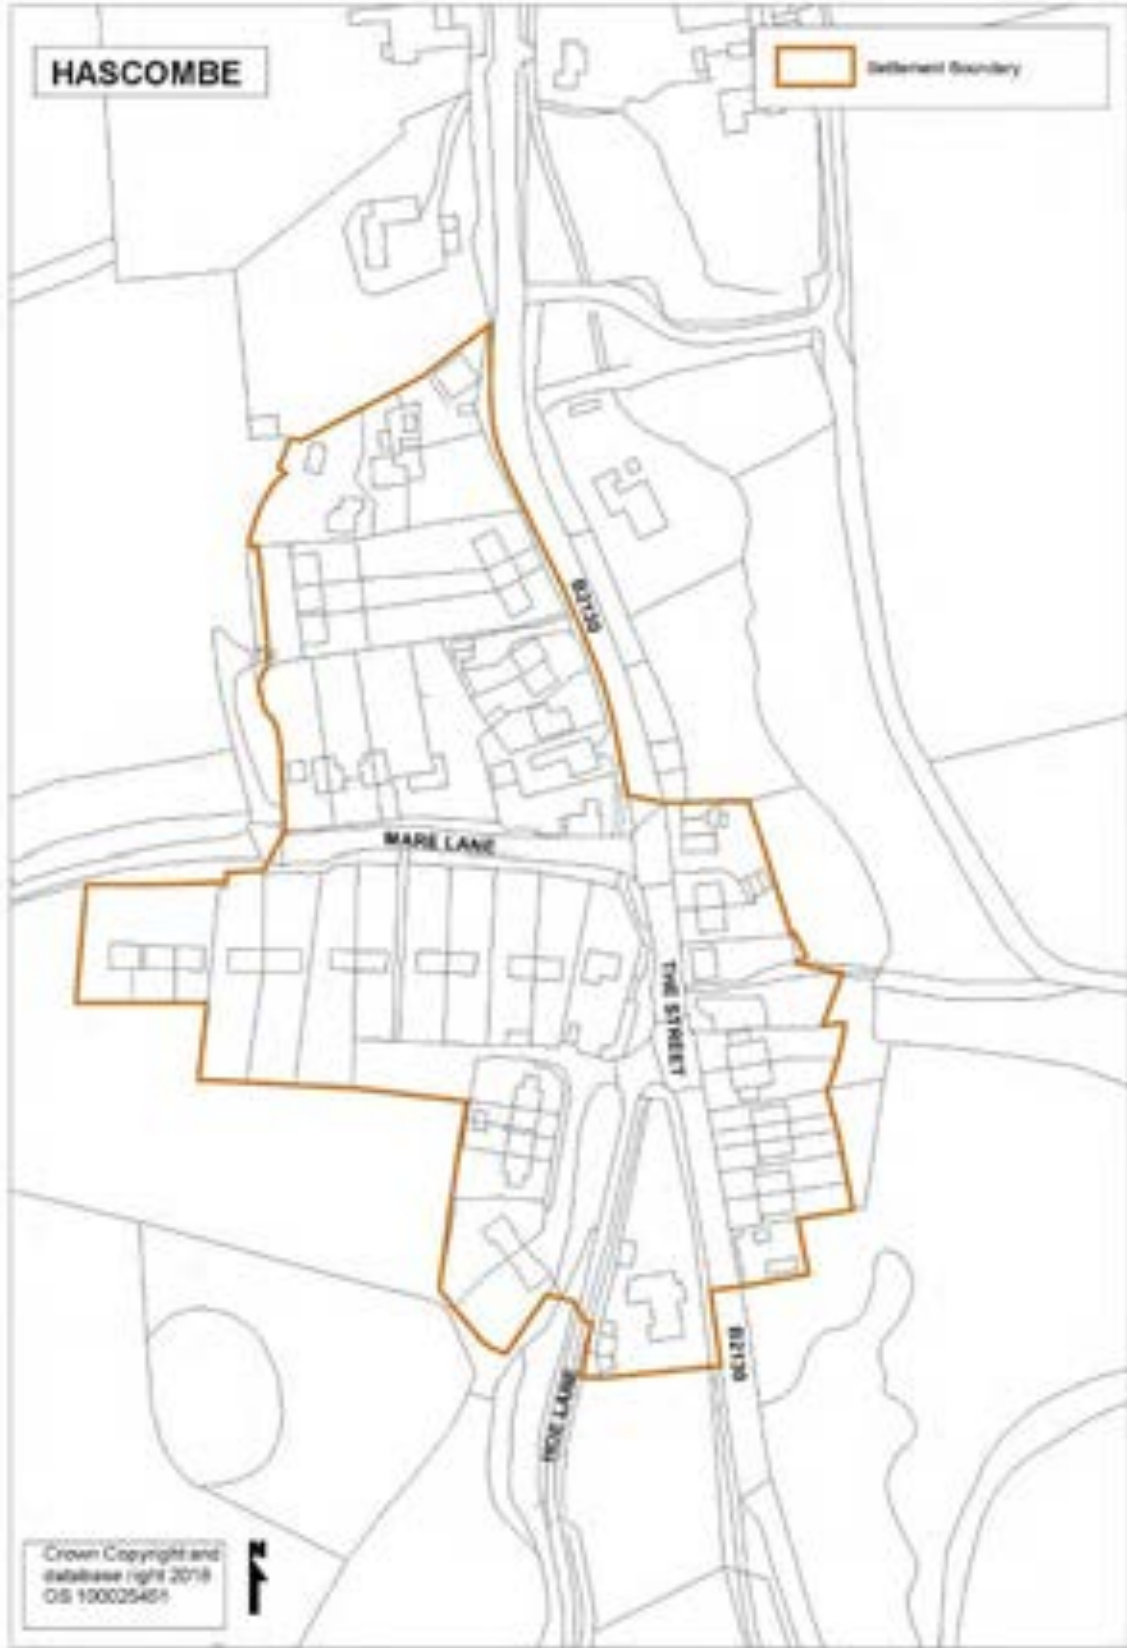 HASCOMBE
Settlement Boundary
B2130
MARE LANE
THE STREET
B2130
HOE LANE
N
Crown Copyright and
database right 2018
OS 100025451